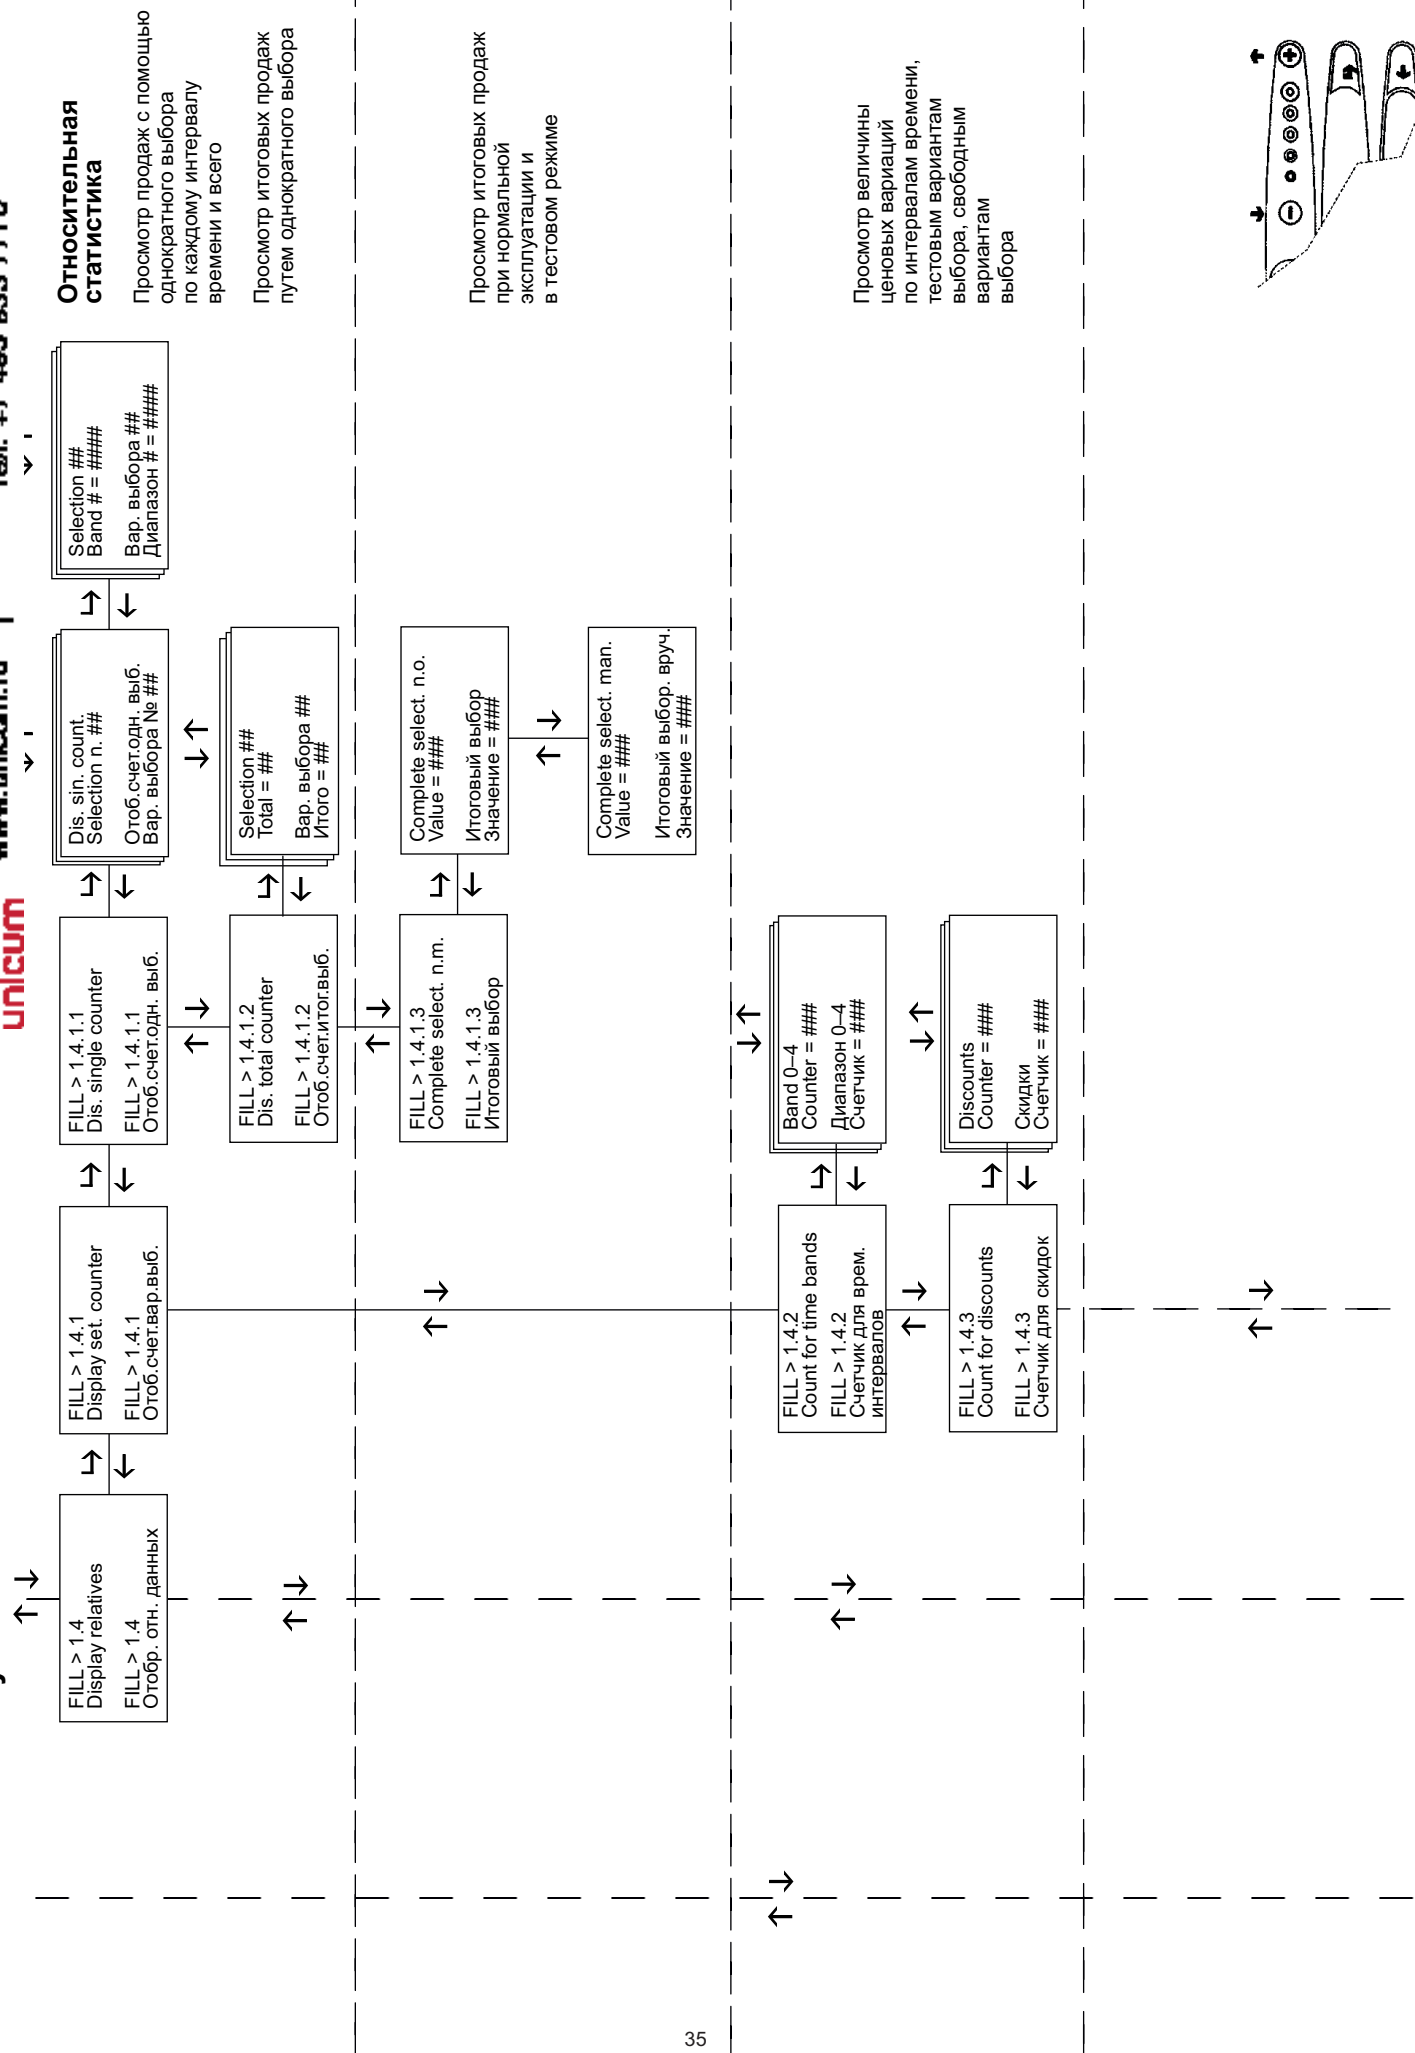 unicum
FILL > 1.4
Display relatives
FILL > 1.4
Отобр. отн. данных
FILL > 1.4.1
Display set. counter
FILL > 1.4.1
Отоб.счет.вар.выб.
FILL > 1.4.1.1
Dis. single counter
FILL > 1.4.1.1
Отоб.счет.одн. выб.
Dis. sin. count.
Selection n. ##
Отоб.счет.одн. выб.
Вар. выбора № ##
Selection ##
Band # = ####
Вар. выбора ##
Диапазон # = ####
Относительная
статистика
Просмотр продаж с помощью
однократного выбора
по каждому интервалу
времени и всего
FILL > 1.4.1.2
Dis. total counter
FILL > 1.4.1.2
Отоб.счет.итог.выб.
Selection ##
Total = ##
Вар. выбора ##
Итого = ##
Просмотр итоговых продаж
путем однократного выбора
FILL > 1.4.1.3
Complete select. n.m.
FILL > 1.4.1.3
Итоговый выбор
Complete select. n.o.
Value = ###
Итоговый выбор
Значение = ###
Complete select. man.
Value = ###
Итоговый выбор. вруч.
Значение = ###
Просмотр итоговых продаж
при нормальной
эксплуатации и
в тестовом режиме
FILL > 1.4.2
Count for time bands
FILL > 1.4.2
Счетчик для врем.
интервалов
Band 0–4
Counter = ###
Диапазон 0–4
Счетчик = ###
FILL > 1.4.3
Count for discounts
FILL > 1.4.3
Счетчик для скидок
Discounts
Counter = ###
Скидки
Счетчик = ###
Просмотр величины
ценовых вариаций
по интервалам времени,
тестовым вариантам
выбора, свободным
вариантам
выбора
35